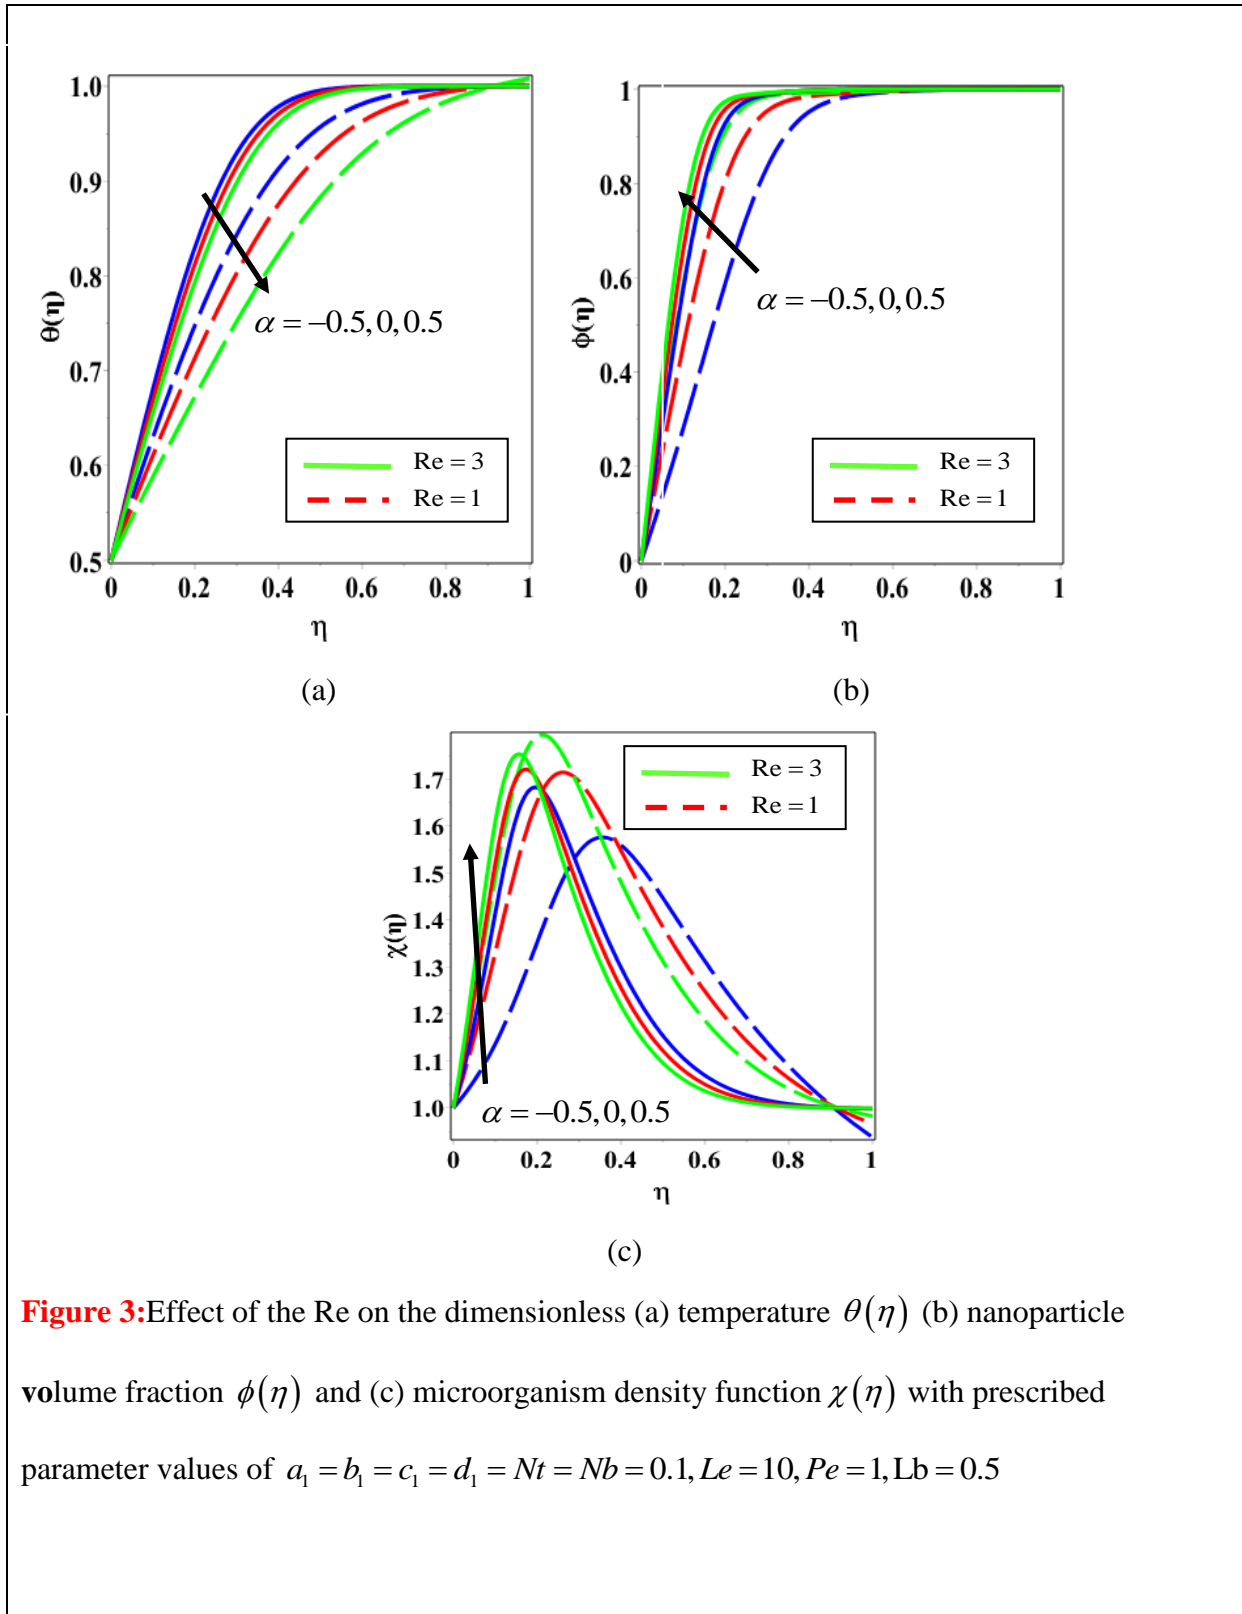 1.0
0.9
0.8
0.7
0.6
0.5
θ(η)
α = −0.5, 0, 0.5
Re = 3
Re = 1
0 0.2 0.4 0.6 0.8 1
η
(a)
1
0.8
0.6
0.4
0.2
0
ϕ(η)
α = −0.5, 0, 0.5
Re = 3
Re = 1
0 0.2 0.4 0.6 0.8 1
η
(b)
1.7
1.6
1.5
1.4
1.3
1.2
1.1
1.0
χ(η)
Re = 3
Re = 1
α = −0.5, 0, 0.5
0 0.2 0.4 0.6 0.8 1
η
(c)
Figure 3:Effect of the Re on the dimensionless (a) temperature θ(η) (b) nanoparticle
volume fraction ϕ(η) and (c) microorganism density function χ(η) with prescribed
parameter values of a₁ = b₁ = c₁ = d₁ = Nt = Nb = 0.1, Le = 10, Pe = 1, Lb = 0.5